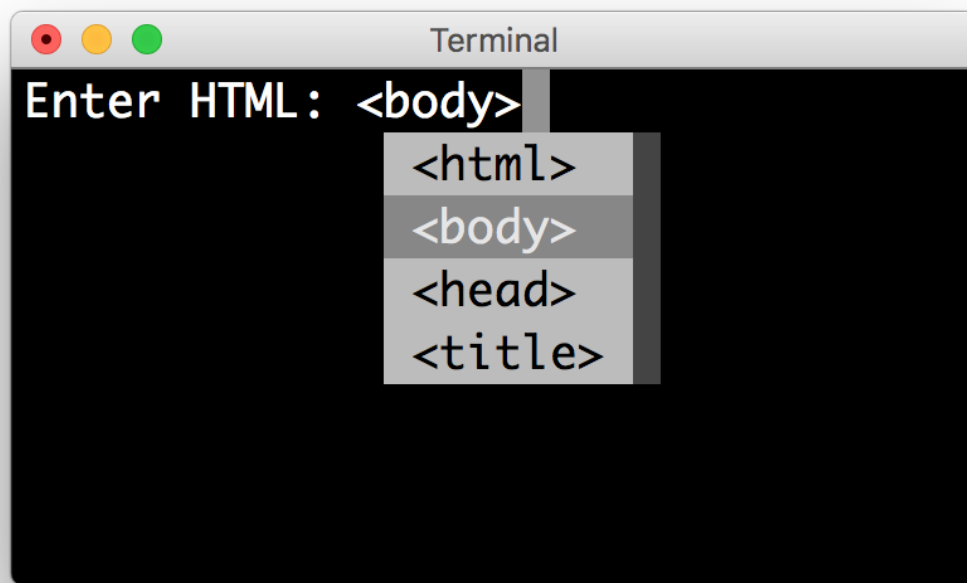 Terminal
Enter HTML: <body>
<html>
<body>
<head>
<title>